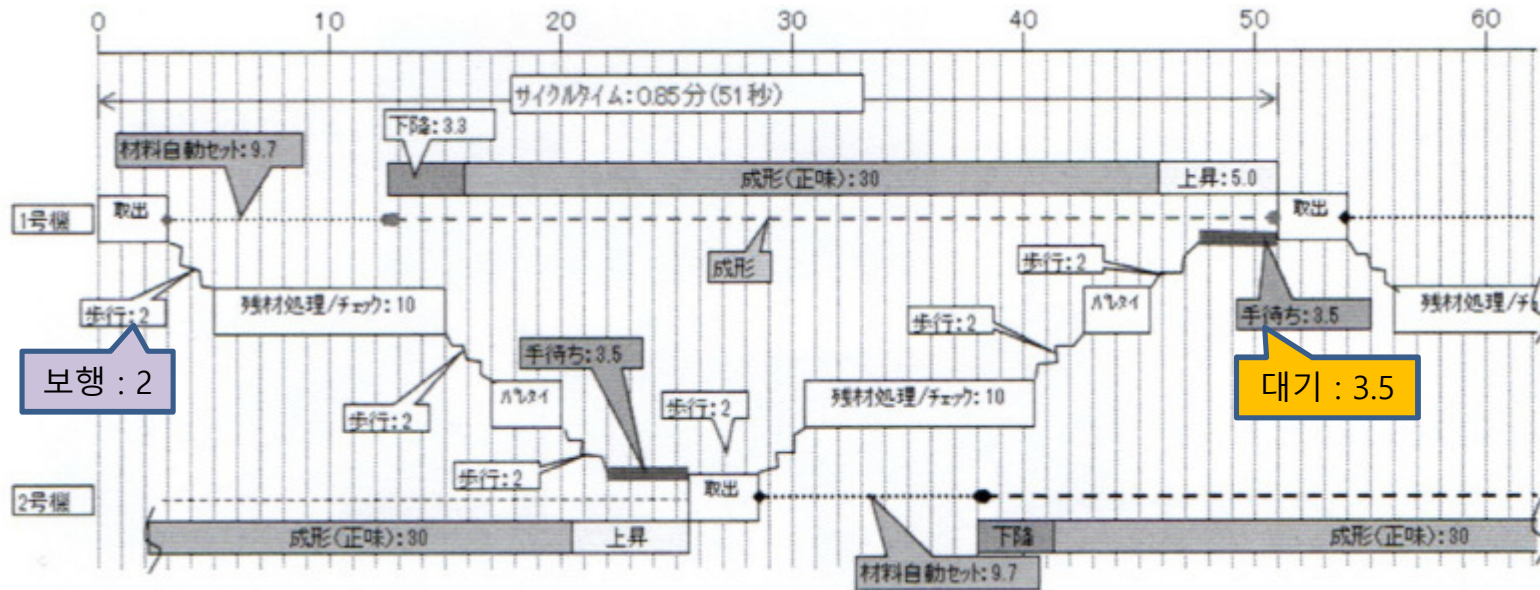 0 10 20 30 40 50 60
サイクルタイム:0.85分(51秒)
下降:3.3
材料自動セット:9.7
成形(正味):30
上昇:5.0
1号機
取出
取出
成形
歩行:2
歩行:2
手待ち:3.5
歩行:2
残材処理/チェック:10
パレタイ
残材処理/チ
보행 : 2
대기 : 3.5
手待ち:3.5
歩行:2
歩行:2
パレタイ
残材処理/チェック:10
歩行:2
歩行:2
2号機
取出
成形(正味):30
上昇
下降
成形(正味):30
材料自動セット:9.7